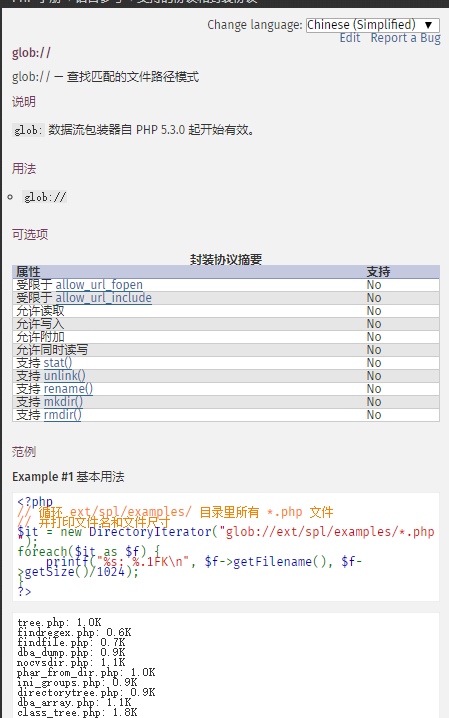 Change language: Chinese (Simplified)
Edit Report a Bug
glob://
glob:// — 查找匹配的文件路径模式
说明
glob: 数据流包装器自 PHP 5.3.0 起开始有效。
用法
glob://
可选项
封装协议摘要
属性 支持
受限于 allow_url_fopen No
受限于 allow_url_include No
允许读取 No
允许写入 No
允许附加 No
允许同时读写 No
支持 stat() No
支持 unlink() No
支持 rename() No
支持 mkdir() No
支持 rmdir() No
范例
Example #1 基本用法
<?php
// 循环 ext/spl/examples/ 目录里所有 *.php 文件
// 并打印文件名和文件尺寸
$it = new DirectoryIterator("glob://ext/spl/examples/*.php
");
foreach($it as $f) {
printf("%s: %.1FK\n", $f->getFilename(), $f-
>getSize()/1024);
}
?>
tree.php: 1.0K
findregex.php: 0.6K
findfile.php: 0.7K
dba_dump.php: 0.9K
nocvsdir.php: 1.1K
phar_from_dir.php: 1.0K
ini_groups.php: 0.9K
directorytree.php: 0.9K
dba_array.php: 1.1K
class_tree.php: 1.8K